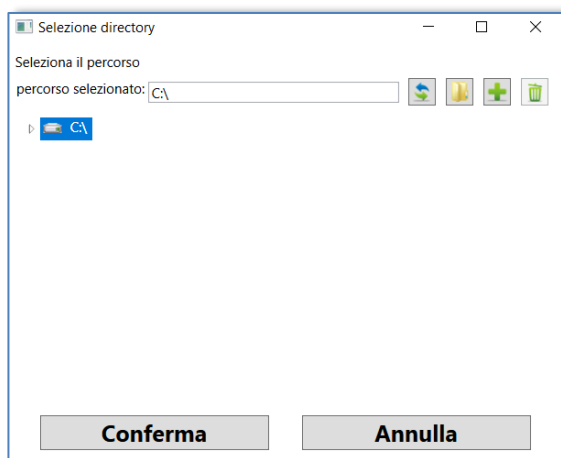 Selezione directory
Seleziona il percorso
percorso selezionato: C:\
C:\
Conferma Annulla